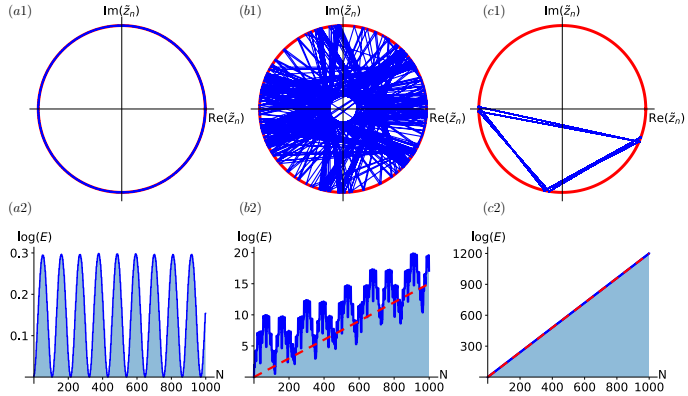 (a1) Im(z̃ₙ) (b1) Im(z̃ₙ) (c1) Im(z̃ₙ)
Re(z̃ₙ) Re(z̃ₙ) Re(z̃ₙ)
(a2) (b2) (c2)
log(E) log(E) log(E)
0.3 20 1200
15 900
0.2 10 600
0.1 5 300
N N N
200 400 600 800 1000 200 400 600 800 1000 200 400 600 800 1000